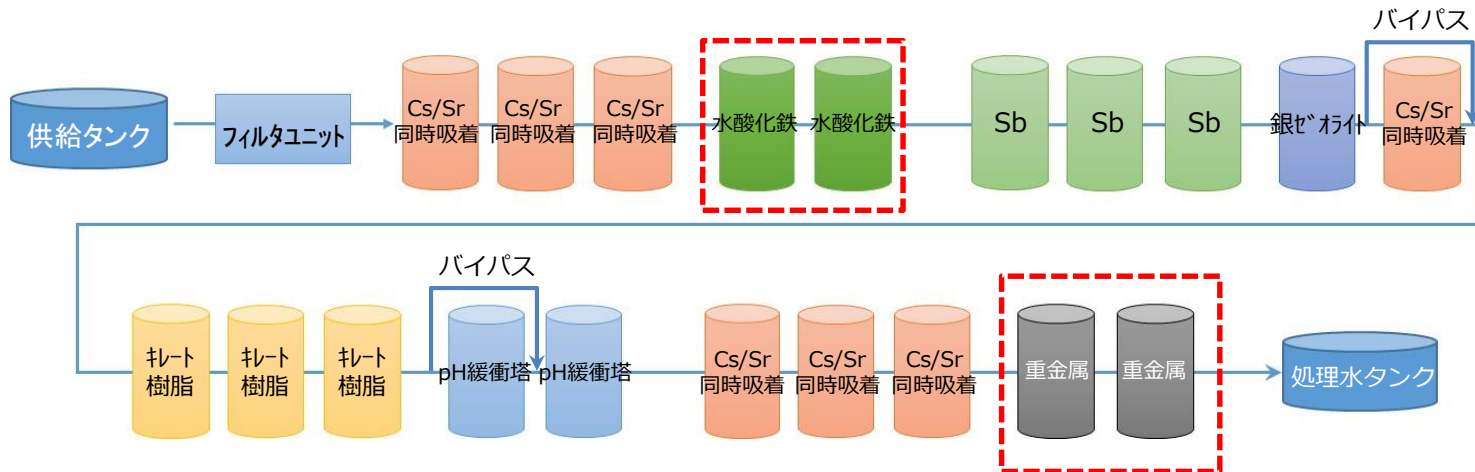 バイパス
供給タンク
フィルタユニット
Cs/Sr
同時吸着
Cs/Sr
同時吸着
Cs/Sr
同時吸着
水酸化鉄
水酸化鉄
Sb
Sb
Sb
銀ｾﾞｵﾗｲﾄ
Cs/Sr
同時吸着
バイパス
ｷﾚｰﾄ
樹脂
ｷﾚｰﾄ
樹脂
ｷﾚｰﾄ
樹脂
pH緩衝塔
pH緩衝塔
Cs/Sr
同時吸着
Cs/Sr
同時吸着
Cs/Sr
同時吸着
重金属
重金属
処理水タンク